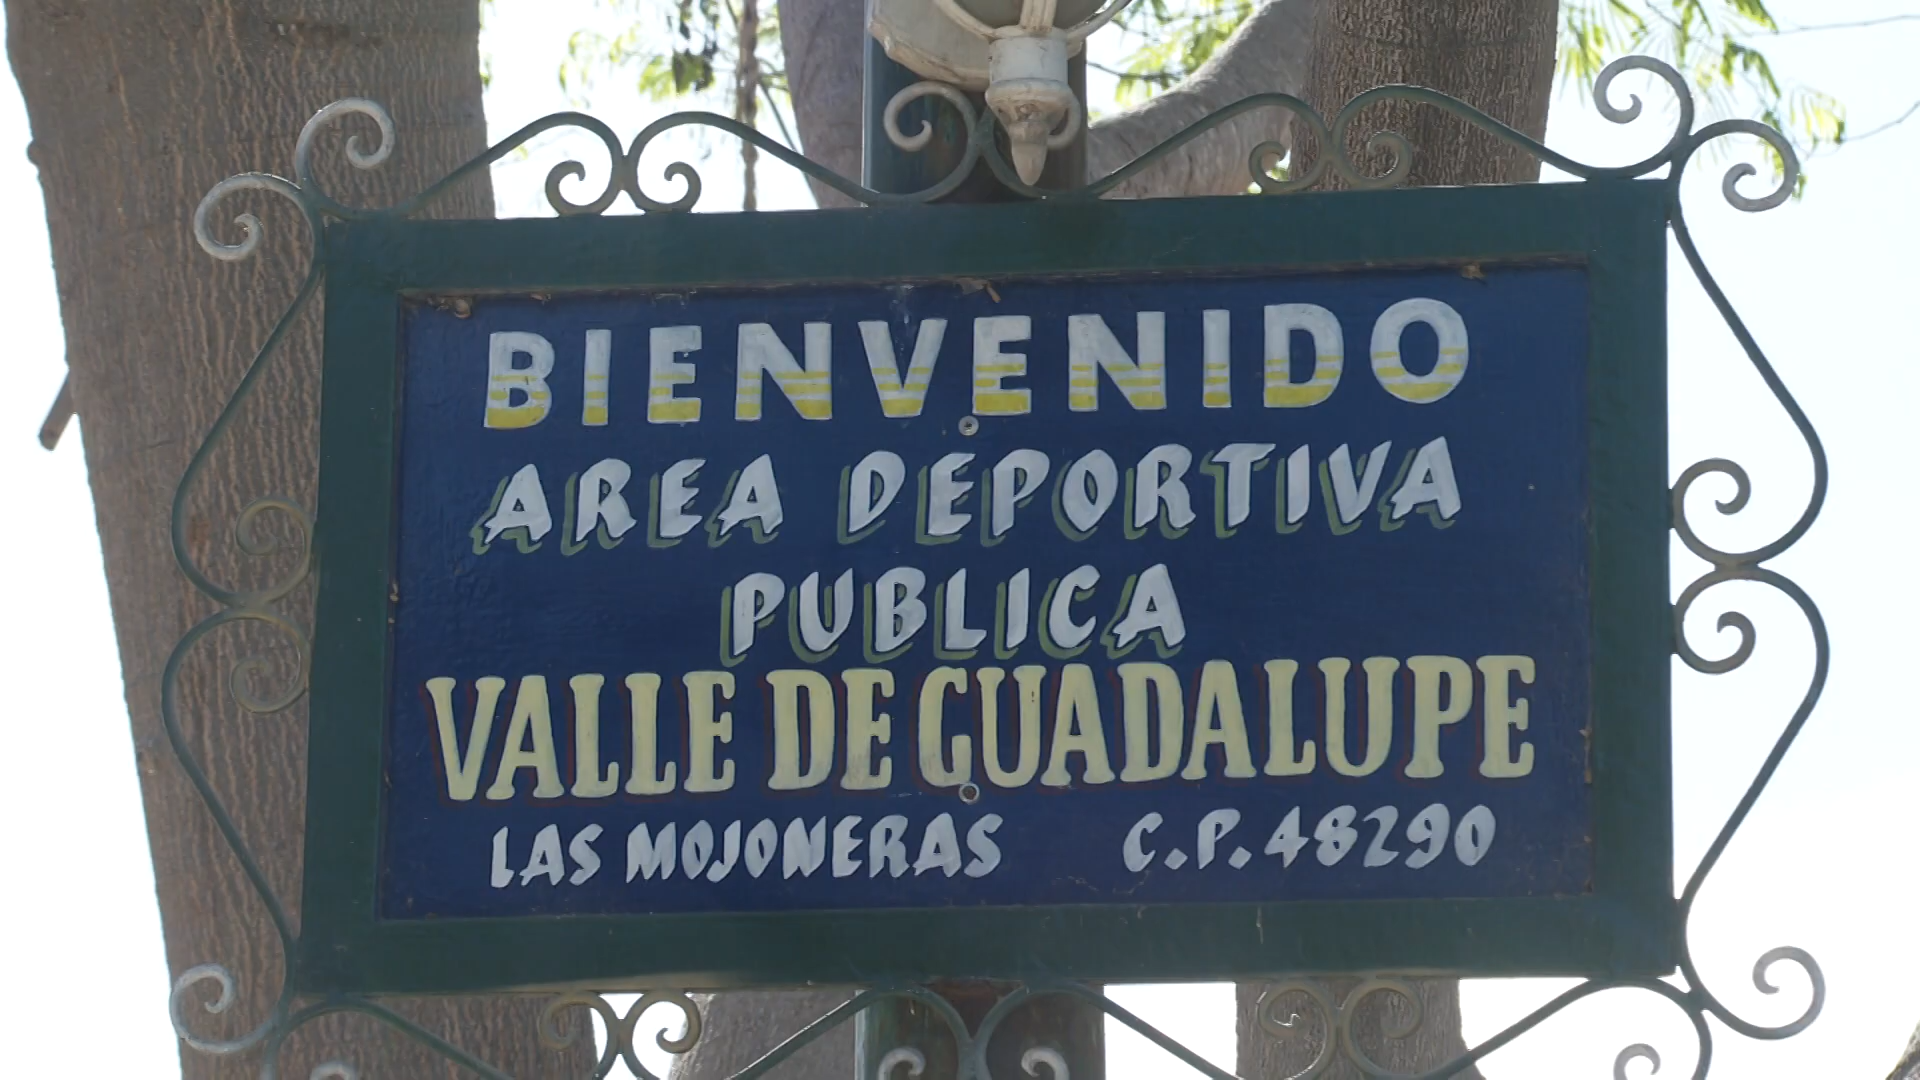 BIENVENIDO
AREA DEPORTIVA
PUBLICA
VALLE DE GUADALUPE
LAS MOJONERAS C.P. 48290